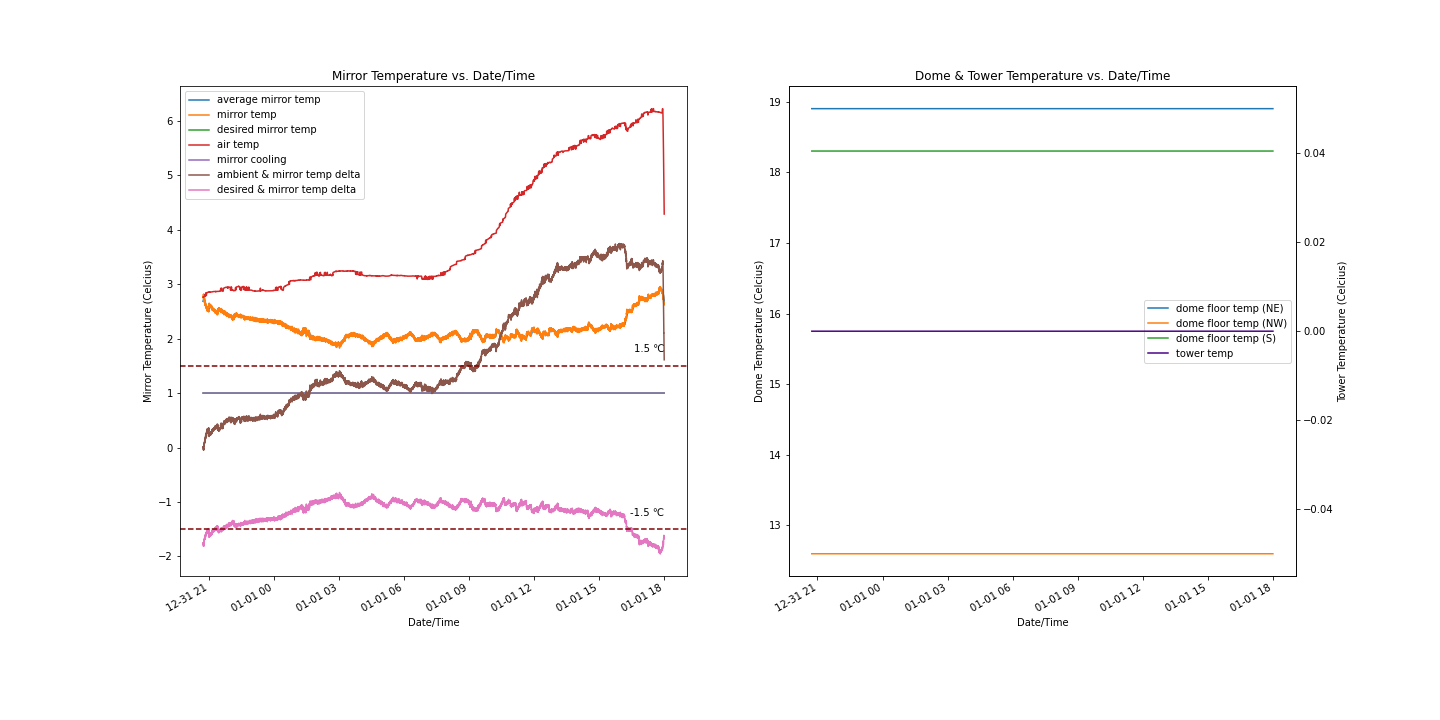 Mirror Temperature vs. Date/Time
average mirror temp
mirror temp
desired mirror temp
air temp
mirror cooling
ambient & mirror temp delta
desired & mirror temp delta
6
5
4
3
2
1
0
−1
−2
Mirror Temperature (Celcius)
1.5 °C
-1.5 °C
12-31 21
01-01 00
01-01 03
01-01 06
01-01 09
01-01 12
01-01 15
01-01 18
Date/Time
Dome & Tower Temperature vs. Date/Time
19
18
17
16
15
14
13
Dome Temperature (Celcius)
dome floor temp (NE)
dome floor temp (NW)
dome floor temp (S)
tower temp
0.04
0.02
0.00
−0.02
−0.04
Tower Temperature (Celcius)
12-31 21
01-01 00
01-01 03
01-01 06
01-01 09
01-01 12
01-01 15
01-01 18
Date/Time